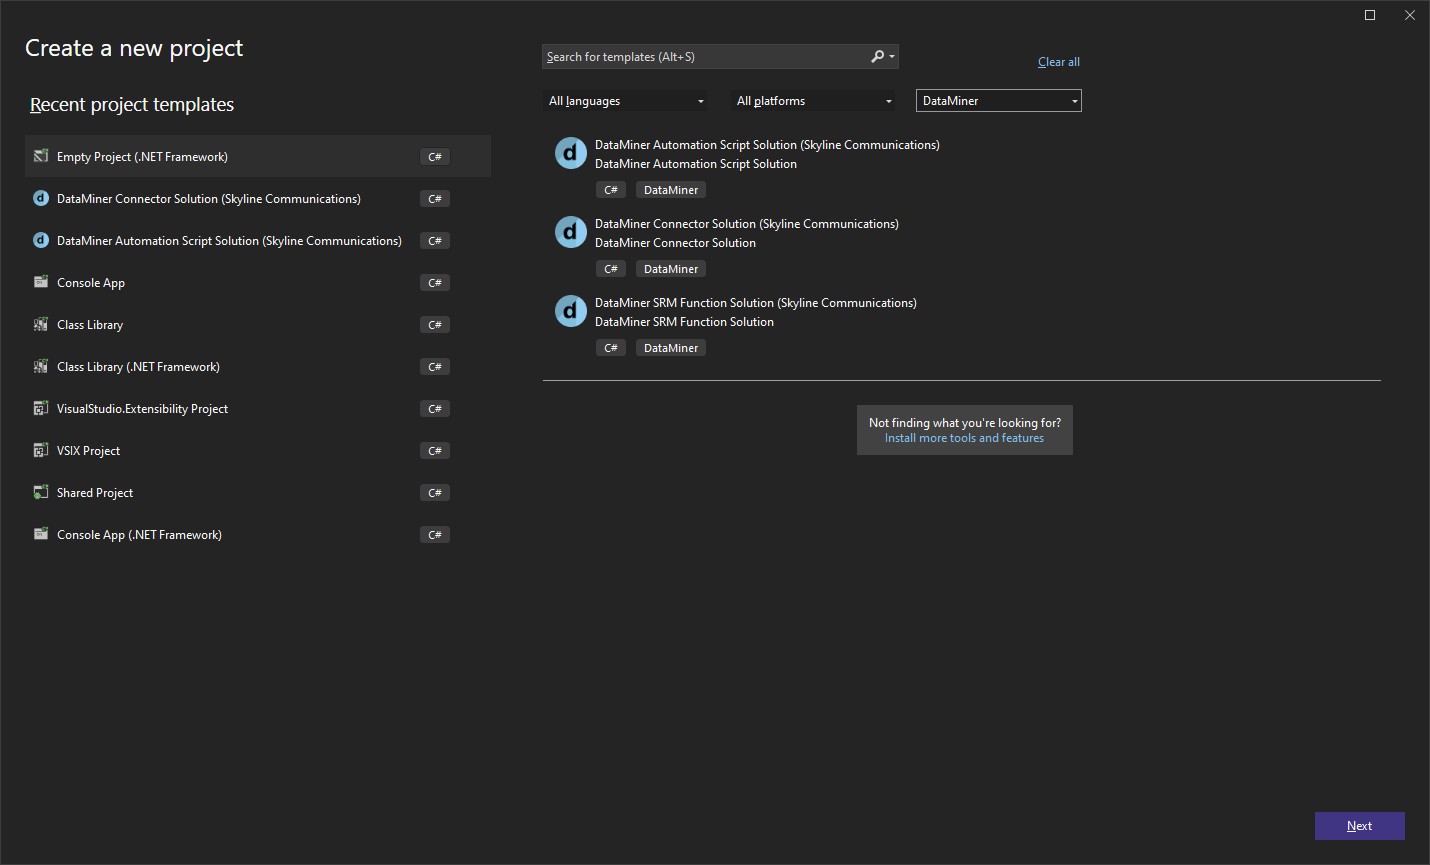 Create a new project
Recent project templates
Empty Project (.NET Framework) C#
DataMiner Connector Solution (Skyline Communications) C#
DataMiner Automation Script Solution (Skyline Communications) C#
Console App C#
Class Library C#
Class Library (.NET Framework) C#
VisualStudio.Extensibility Project C#
VSIX Project C#
Shared Project C#
Console App (.NET Framework) C#
Search for templates (Alt+S)
Clear all
All languages All platforms DataMiner
d
DataMiner Automation Script Solution (Skyline Communications)
DataMiner Automation Script Solution
C# DataMiner
d
DataMiner Connector Solution (Skyline Communications)
DataMiner Connector Solution
C# DataMiner
d
DataMiner SRM Function Solution (Skyline Communications)
DataMiner SRM Function Solution
C# DataMiner
Not finding what you're looking for?
Install more tools and features
Next